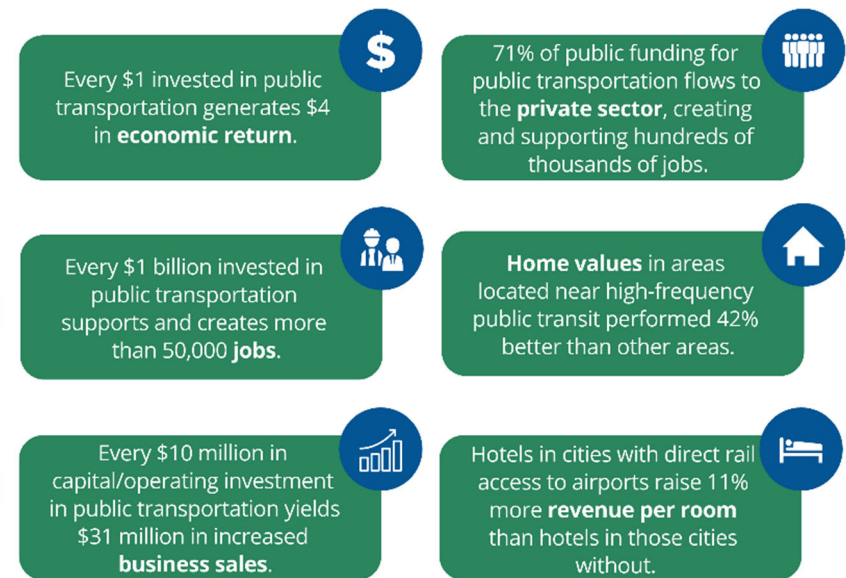 $
Every $1 invested in public
transportation generates $4
in economic return.
71% of public funding for
public transportation flows to
the private sector, creating
and supporting hundreds of
thousands of jobs.
Every $1 billion invested in
public transportation
supports and creates more
than 50,000 jobs.
Home values in areas
located near high-frequency
public transit performed 42%
better than other areas.
Every $10 million in
capital/operating investment
in public transportation yields
$31 million in increased
business sales.
Hotels in cities with direct rail
access to airports raise 11%
more revenue per room
than hotels in those cities
without.